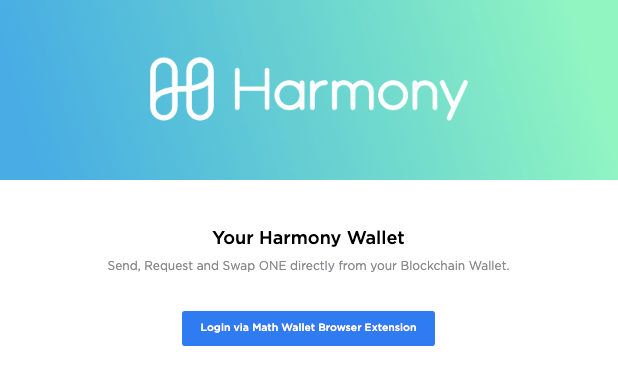 Harmony
Your Harmony Wallet
Send, Request and Swap ONE directly from your Blockchain Wallet.
Login via Math Wallet Browser Extension